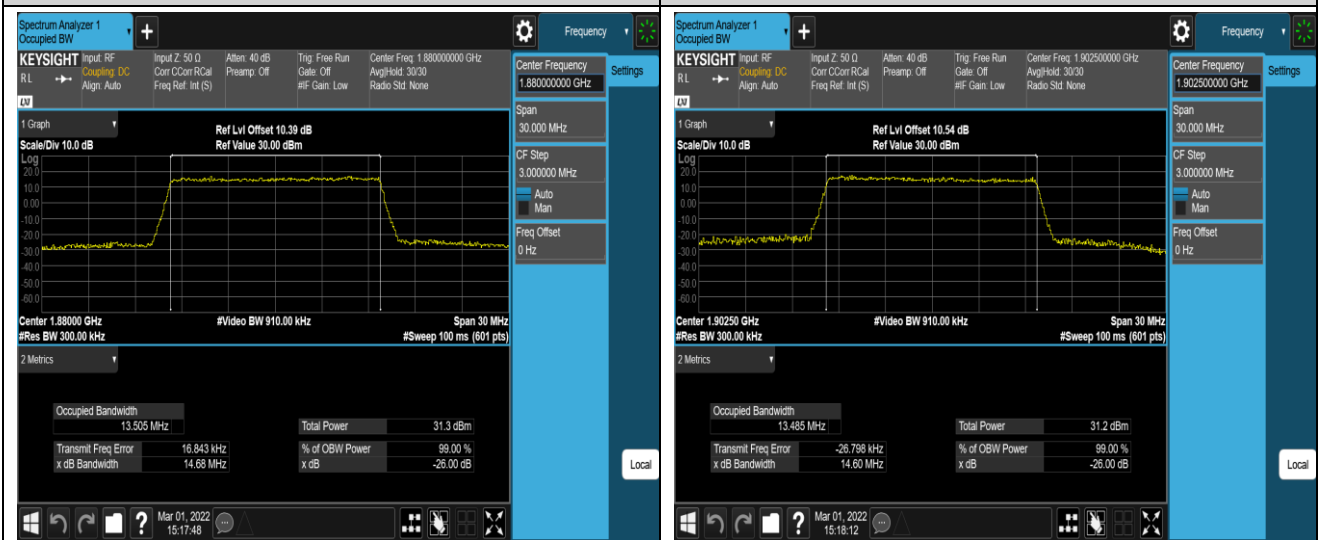 Spectrum Analyzer 1
Occupied BW
+
Frequency
KEYSIGHT
Input: RF
Input Z: 50 Ω
Atten: 40 dB
Trig: Free Run
Center Freq: 1.880000000 GHz
RL
Coupling: DC
Corr CCorr RCal
Preamp: Off
Gate: Off
Avg|Hold: 30/30
Align: Auto
Freq Ref: Int (S)
#IF Gain: Low
Radio Std: None
LXI
Center Frequency
1.880000000 GHz
Settings
Span
30.000 MHz
CF Step
3.000000 MHz
Auto
Man
Freq Offset
0 Hz
Local
1 Graph
Ref Lvl Offset 10.39 dB
Scale/Div 10.0 dB
Ref Value 30.00 dBm
Log
20.0
10.0
0.00
-10.0
-20.0
-30.0
-40.0
-50.0
-60.0
Center 1.88000 GHz
#Video BW 910.00 kHz
Span 30 MHz
#Res BW 300.00 kHz
#Sweep 100 ms (601 pts)
2 Metrics
Occupied Bandwidth
13.505 MHz
Total Power 31.3 dBm
Transmit Freq Error 16.843 kHz
% of OBW Power 99.00 %
x dB Bandwidth 14.68 MHz
x dB -26.00 dB
?
Mar 01, 2022
15:17:48
Spectrum Analyzer 1
Occupied BW
+
Frequency
KEYSIGHT
Input: RF
Input Z: 50 Ω
Atten: 40 dB
Trig: Free Run
Center Freq: 1.902500000 GHz
RL
Coupling: DC
Corr CCorr RCal
Preamp: Off
Gate: Off
Avg|Hold: 30/30
Align: Auto
Freq Ref: Int (S)
#IF Gain: Low
Radio Std: None
LXI
Center Frequency
1.902500000 GHz
Settings
Span
30.000 MHz
CF Step
3.000000 MHz
Auto
Man
Freq Offset
0 Hz
Local
1 Graph
Ref Lvl Offset 10.54 dB
Scale/Div 10.0 dB
Ref Value 30.00 dBm
Log
20.0
10.0
0.00
-10.0
-20.0
-30.0
-40.0
-50.0
-60.0
Center 1.90250 GHz
#Video BW 910.00 kHz
Span 30 MHz
#Res BW 300.00 kHz
#Sweep 100 ms (601 pts)
2 Metrics
Occupied Bandwidth
13.485 MHz
Total Power 31.2 dBm
Transmit Freq Error -26.798 kHz
% of OBW Power 99.00 %
x dB Bandwidth 14.60 MHz
x dB -26.00 dB
?
Mar 01, 2022
15:18:12